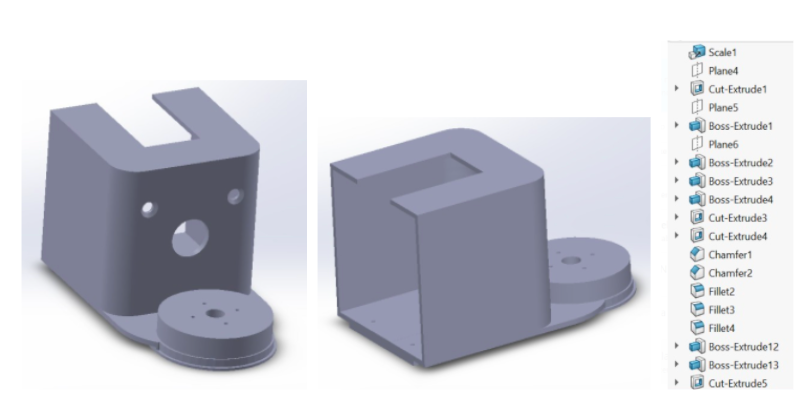 Scale1
Plane4
Cut-Extrude1
Plane5
Boss-Extrude1
Plane6
Boss-Extrude2
Boss-Extrude3
Boss-Extrude4
Cut-Extrude3
Cut-Extrude4
Chamfer1
Chamfer2
Fillet2
Fillet3
Fillet4
Boss-Extrude12
Boss-Extrude13
Cut-Extrude5